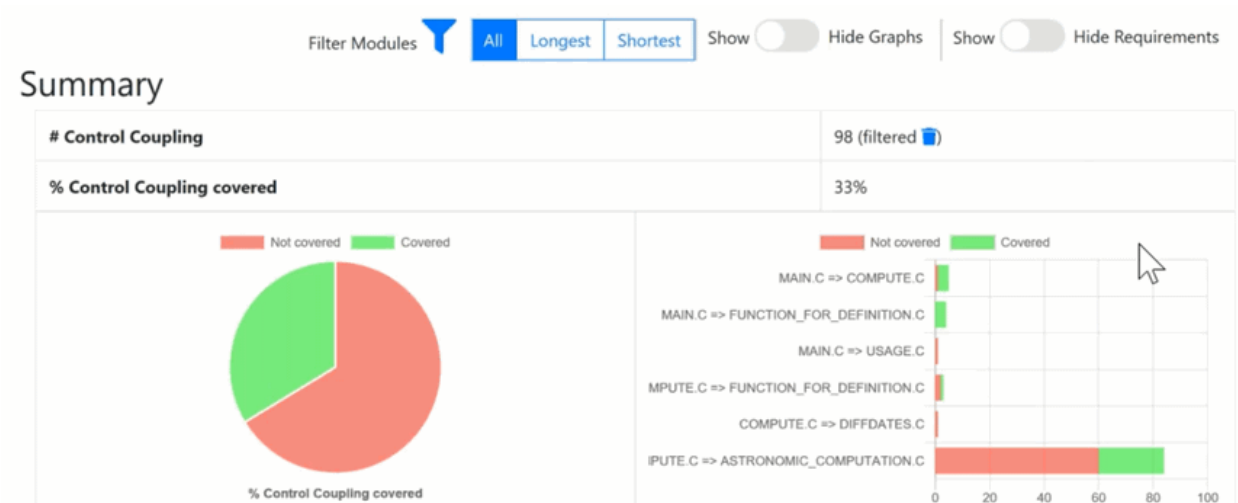 Filter Modules All Longest Shortest Show Hide Graphs Show Hide Requirements
Summary
# Control Coupling 98 (filtered )
% Control Coupling covered 33%
Not covered Covered
% Control Coupling covered
Not covered Covered
MAIN.C => COMPUTE.C
MAIN.C => FUNCTION_FOR_DEFINITION.C
MAIN.C => USAGE.C
MPUTE.C => FUNCTION_FOR_DEFINITION.C
COMPUTE.C => DIFFDATES.C
IPUTE.C => ASTRONOMIC_COMPUTATION.C
0 20 40 60 80 100